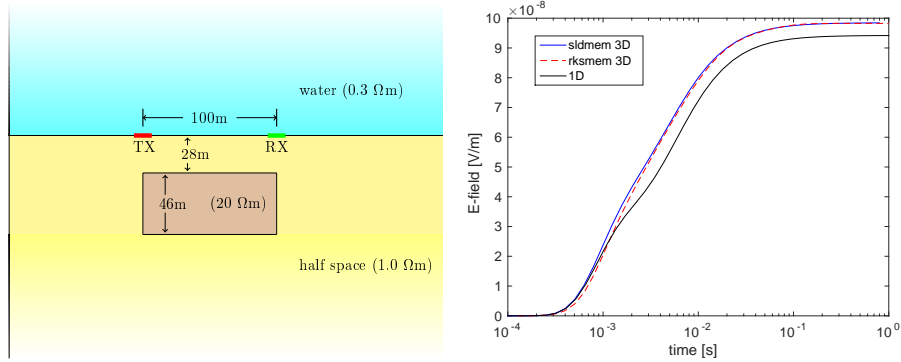 water (0.3 Ωm)
100m
TX
RX
28m
46m
(20 Ωm)
half space (1.0 Ωm)
×10^-8
10
9
8
7
6
5
4
3
2
1
0
E-field [V/m]
sldmem 3D
rksmem 3D
1D
10^-4
10^-3
10^-2
10^-1
10^0
time [s]